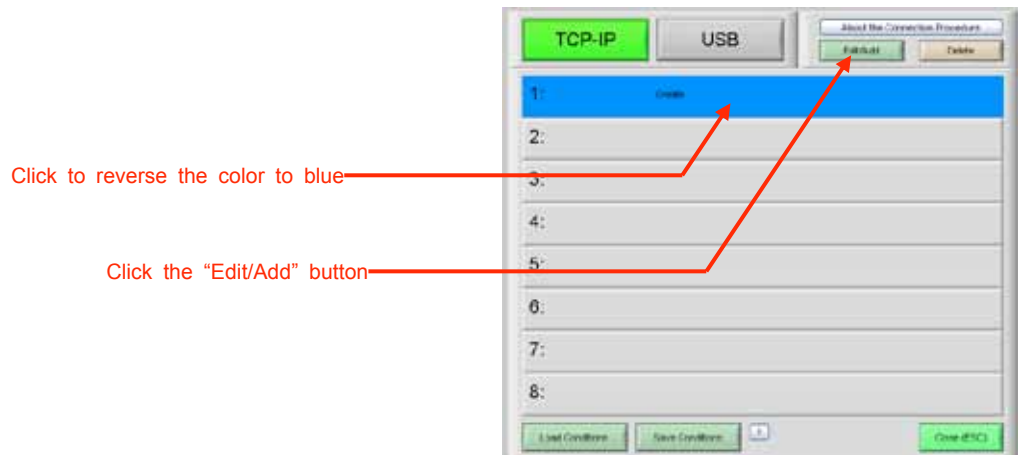 TCP-IP USB About the Connection Procedure
Edit/Add Delete
1: Create
2:
Click to reverse the color to blue
3:
4:
5:
Click the “Edit/Add” button
6:
7:
8:
Load Conditions Save Conditions Close (ESC)